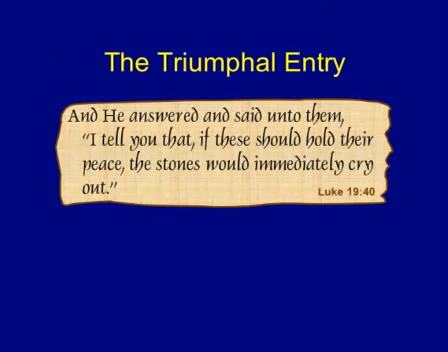 The Triumphal Entry
And He answered and said unto them,
“I tell you that, if these should hold their
peace, the stones would immediately cry
out.”
Luke 19:40